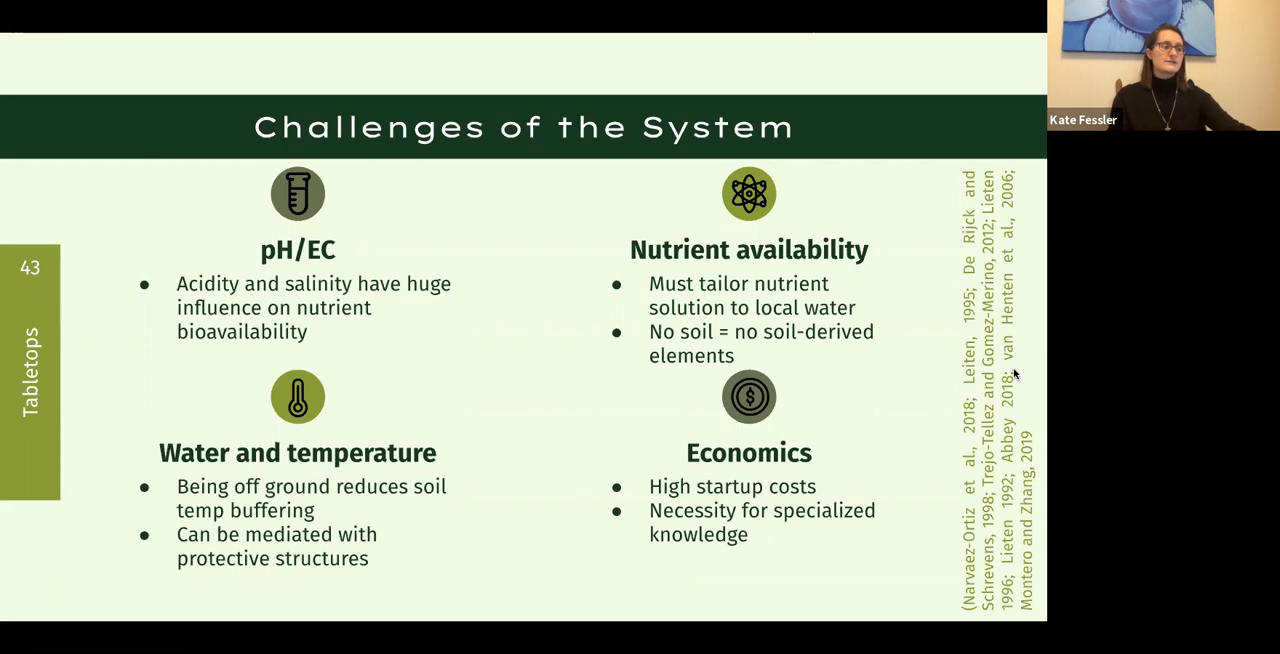 Challenges of the System
Kate Fessler
43
Tabletops
pH/EC
● Acidity and salinity have huge
influence on nutrient
bioavailability
Nutrient availability
● Must tailor nutrient
solution to local water
● No soil = no soil-derived
elements
Water and temperature
● Being off ground reduces soil
temp buffering
● Can be mediated with
protective structures
Economics
● High startup costs
● Necessity for specialized
knowledge
(Narvaez-Ortiz et al., 2018; Leiten, 1995; De Rijck and
Schrevens, 1998; Trejo-Tellez and Gomez-Merino, 2012; Lieten
1996; Lieten 1992; Abbey 2018; van Henten et al., 2006;
Montero and Zhang, 2019